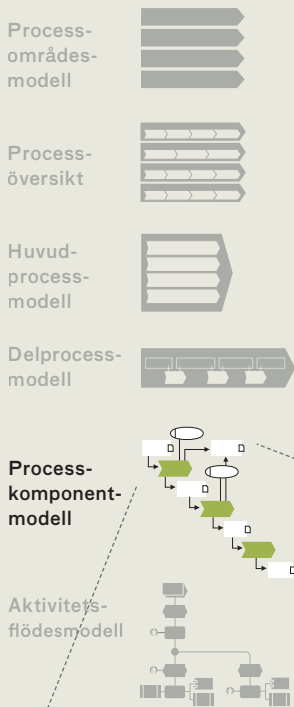 Process-
områdes-
modell
Process-
översikt
Huvud-
process-
modell
Delprocess-
modell
Process-
komponent-
modell
Aktivitets-
flödesmodell